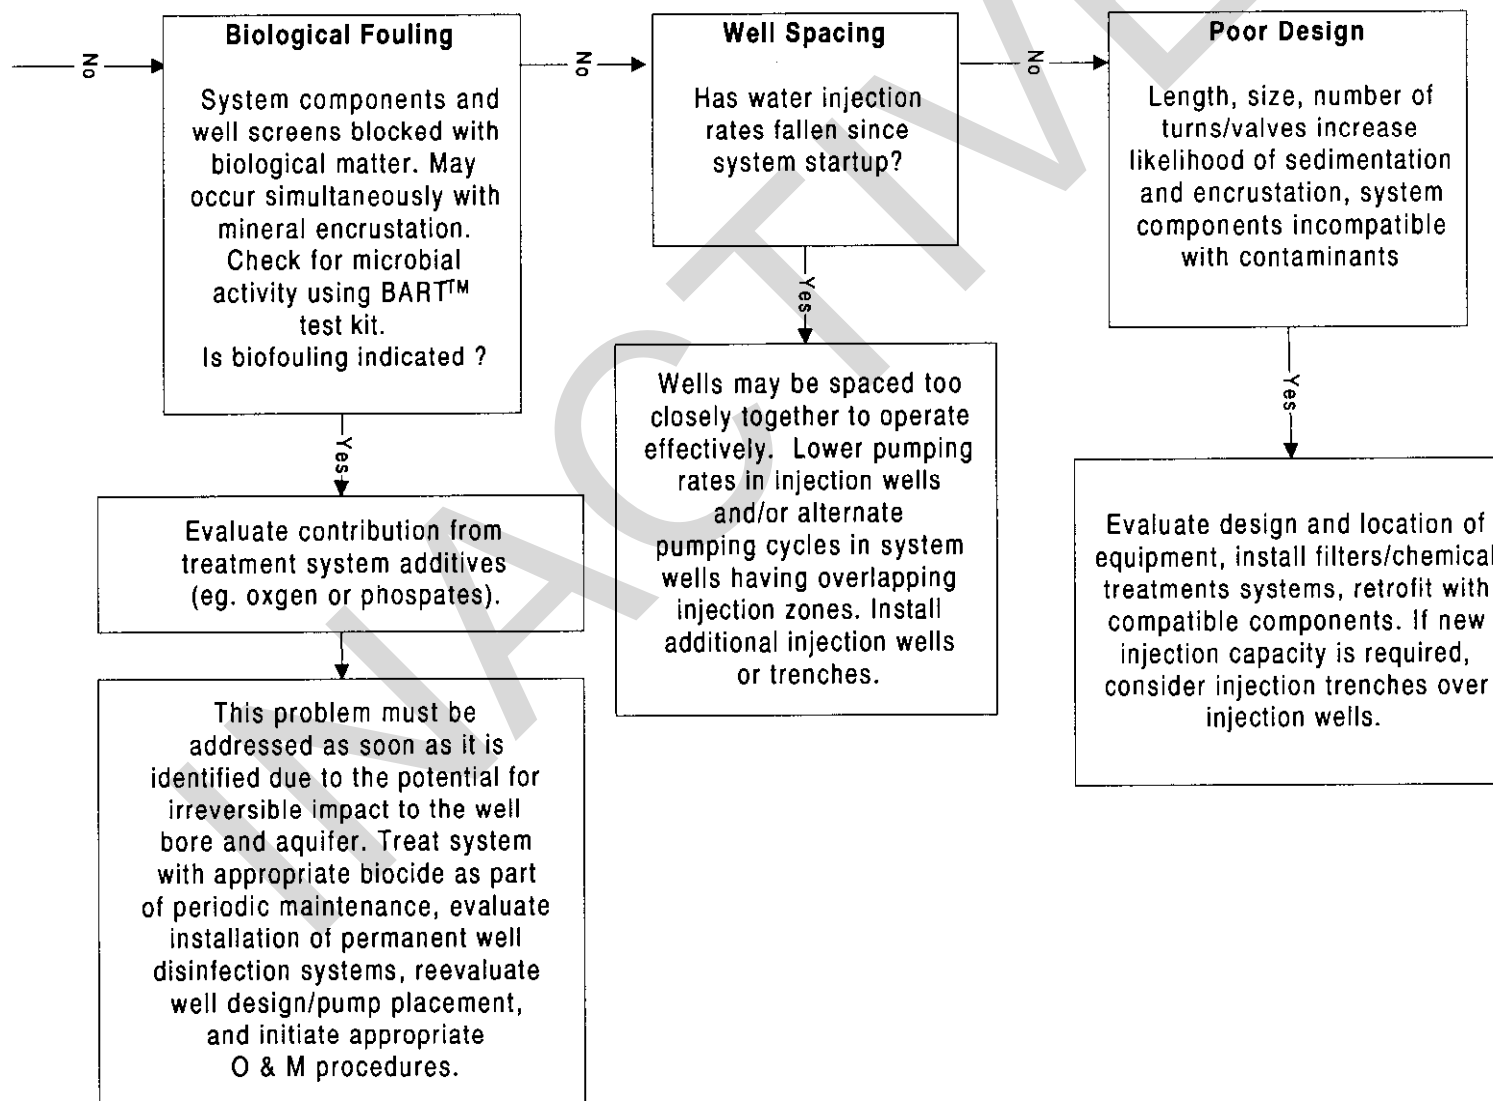 No
Biological Fouling
System components and
well screens blocked with
biological matter. May
occur simultaneously with
mineral encrustation.
Check for microbial
activity using BART™
test kit.
Is biofouling indicated ?
No
Well Spacing
Has water injection
rates fallen since
system startup?
No
Poor Design
Length, size, number of
turns/valves increase
likelihood of sedimentation
and encrustation, system
components incompatible
with contaminants
Yes
Evaluate contribution from
treatment system additives
(eg. oxgen or phospates).
This problem must be
addressed as soon as it is
identified due to the potential for
irreversible impact to the well
bore and aquifer. Treat system
with appropriate biocide as part
of periodic maintenance, evaluate
installation of permanent well
disinfection systems, reevaluate
well design/pump placement,
and initiate appropriate
O & M procedures.
Yes
Wells may be spaced too
closely together to operate
effectively. Lower pumping
rates in injection wells
and/or alternate
pumping cycles in system
wells having overlapping
injection zones. Install
additional injection wells
or trenches.
Yes
Evaluate design and location of
equipment, install filters/chemical
treatments systems, retrofit with
compatible components. If new
injection capacity is required,
consider injection trenches over
injection wells.
INACTIVE